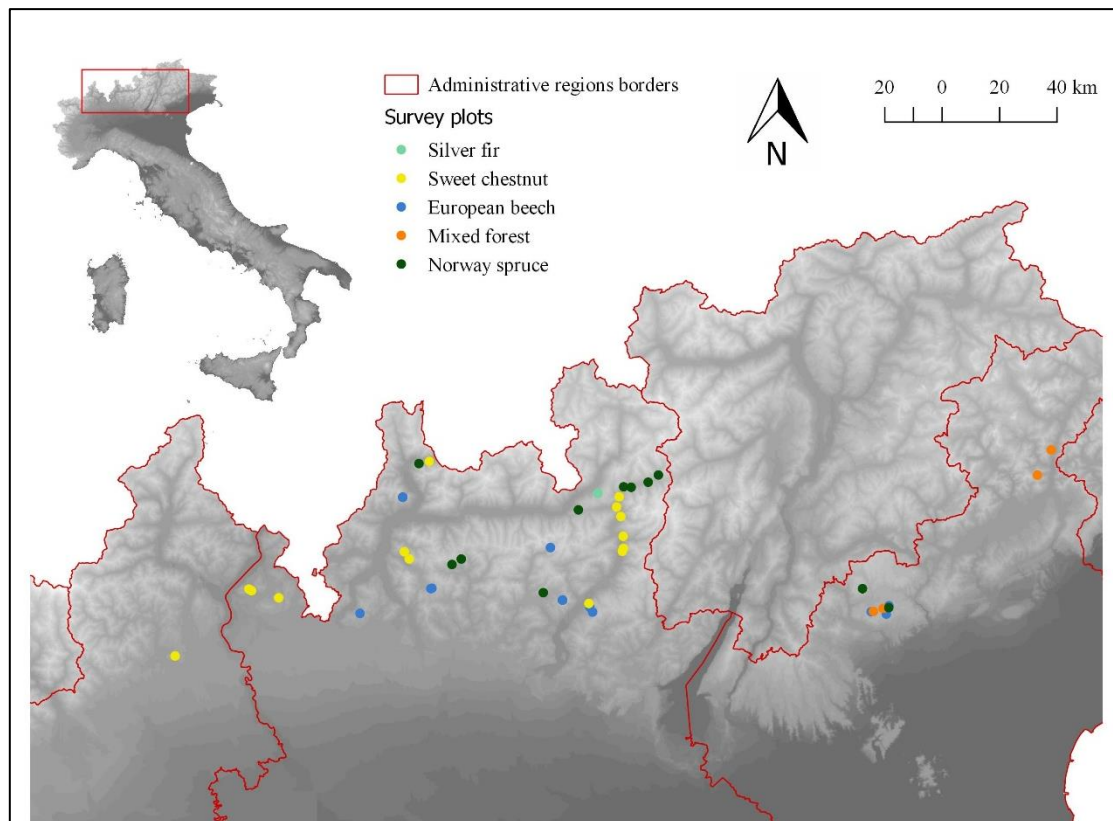 Administrative regions borders
Survey plots
Silver fir
Sweet chestnut
European beech
Mixed forest
Norway spruce
N
20 0 20 40 km